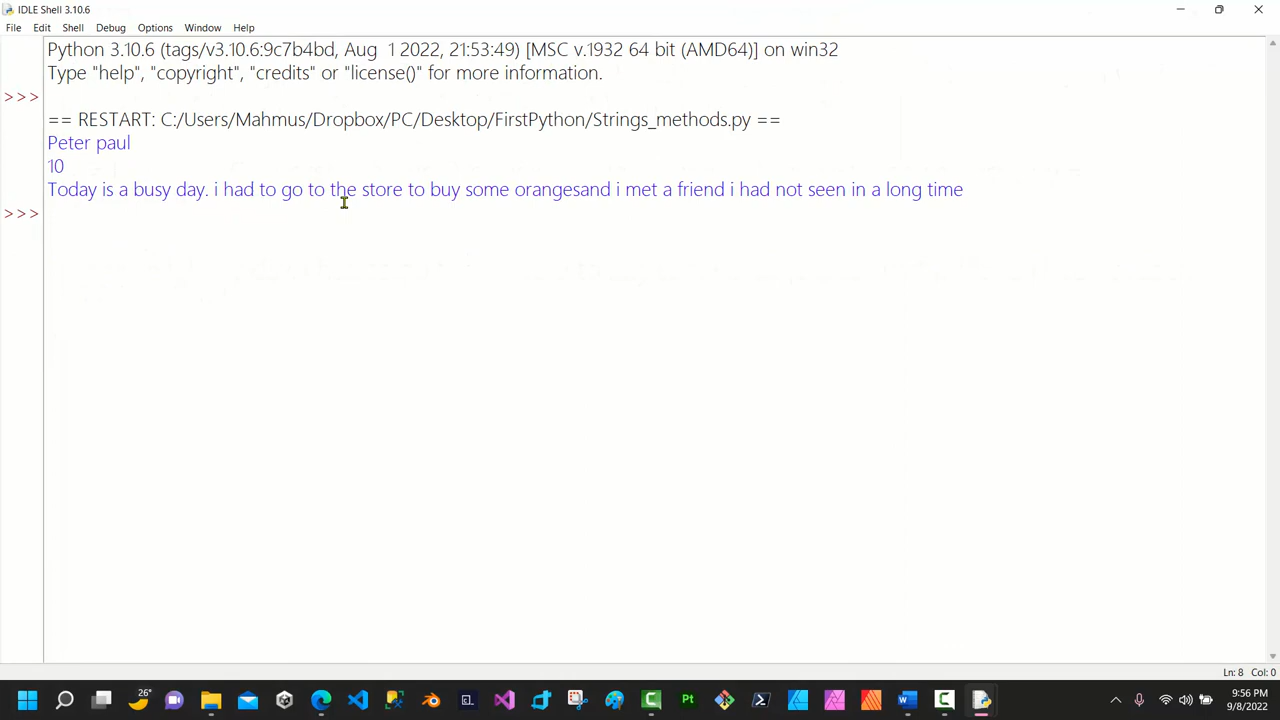 IDLE Shell 3.10.6
File Edit Shell Debug Options Window Help
Python 3.10.6 (tags/v3.10.6:9c7b4bd, Aug  1 2022, 21:53:49) [MSC v.1932 64 bit (AMD64)] on win32
Type "help", "copyright", "credits" or "license()" for more information.
>>>
== RESTART: C:/Users/Mahmus/Dropbox/PC/Desktop/FirstPython/Strings_methods.py ==
Peter paul
10
Today is a busy day. i had to go to the store to buy some orangesand i met a friend i had not seen in a long time
>>>
Ln: 8 Col: 0
26°
Pt
9:56 PM
9/8/2022